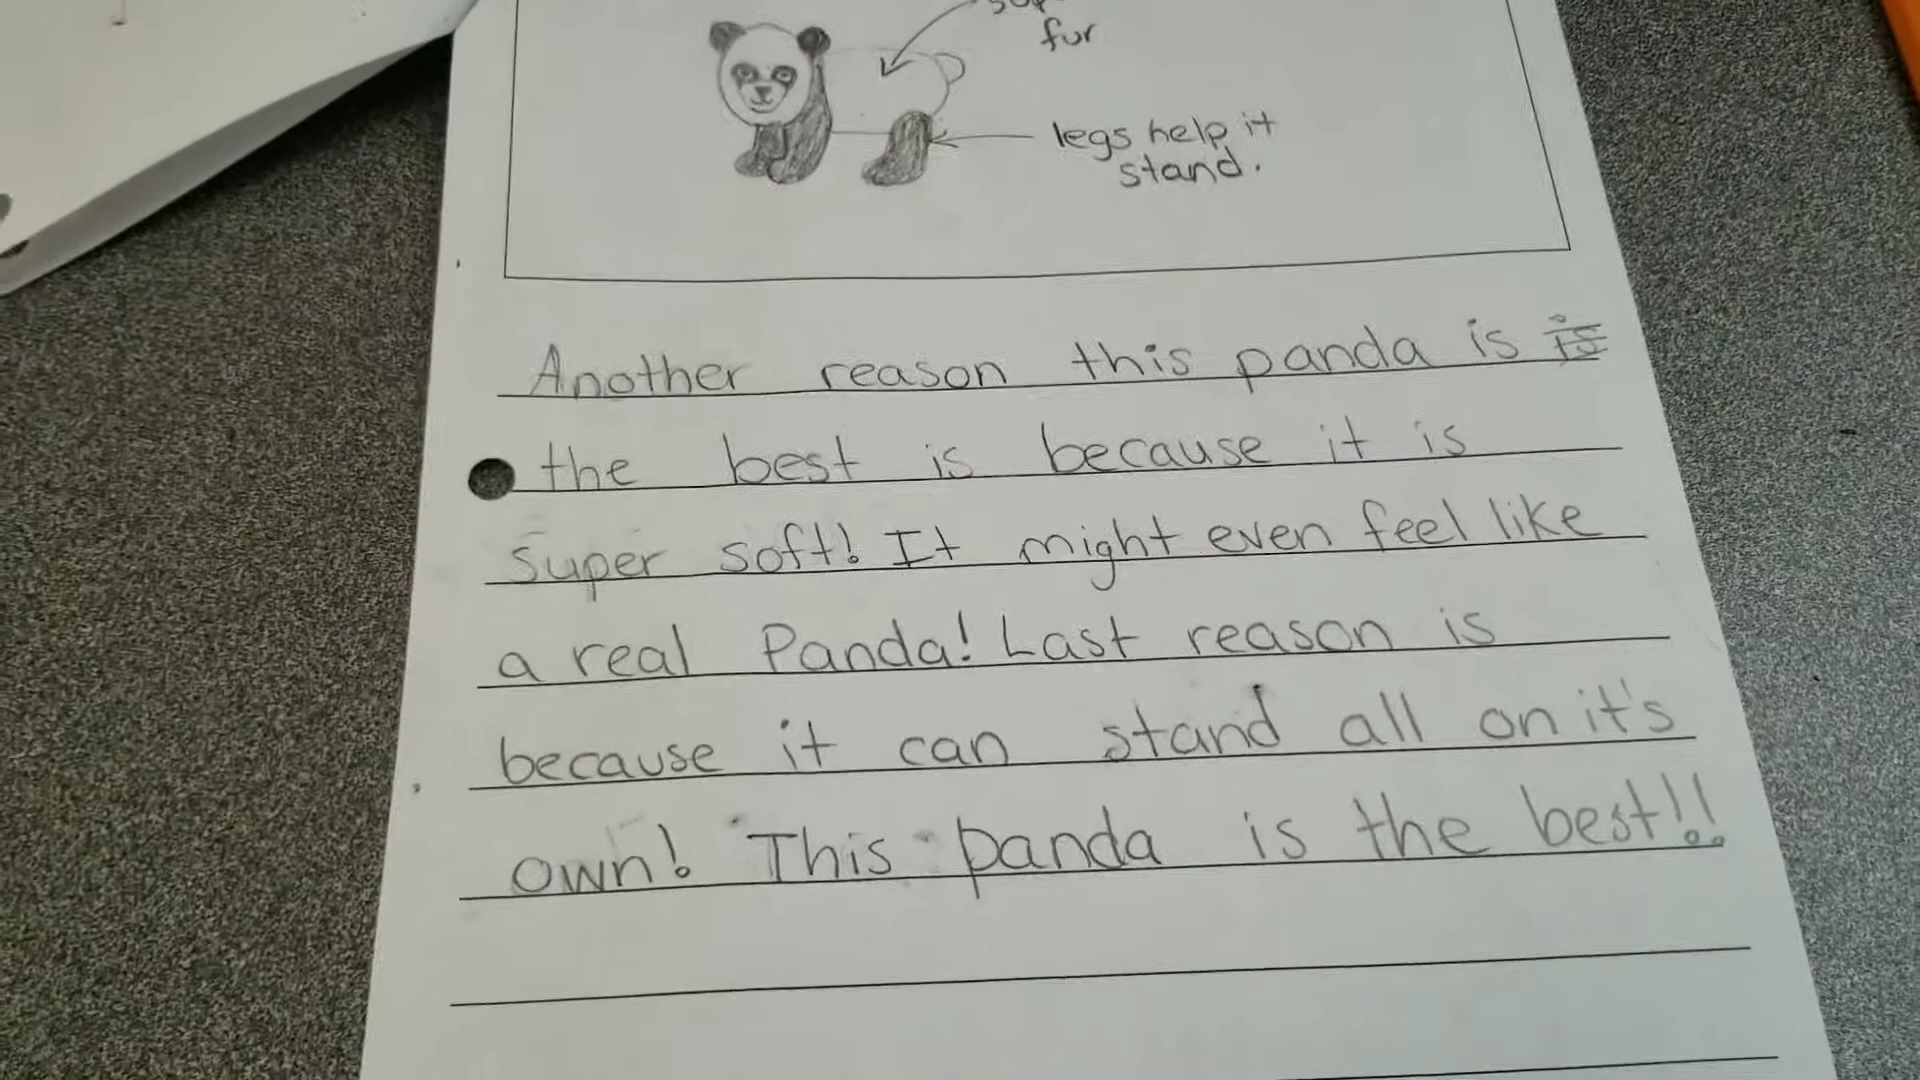 fur
legs help it
stand.
Another reason this panda is
the best is because it is
super soft! It might even feel like
a real Panda! Last reason is
because it can stand all on it's
own! This panda is the best!!